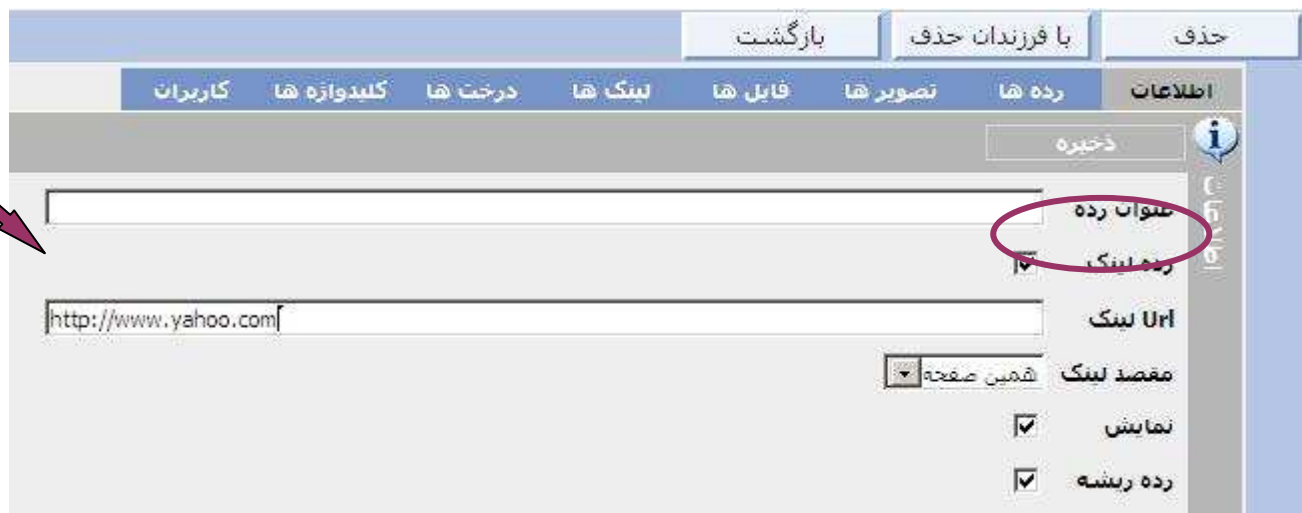 حذف با فرزندان حذف بازگشت
اطلاعات رده ها تصویر ها فایل ها لینک ها درخت ها کلیدواژه ها کاربران
ذخیره
اطلاعات
عنوان رده
رده لینک
Url لینک http://www.yahoo.com
مقصد لینک همین صفحه
نمایش
رده ریشه